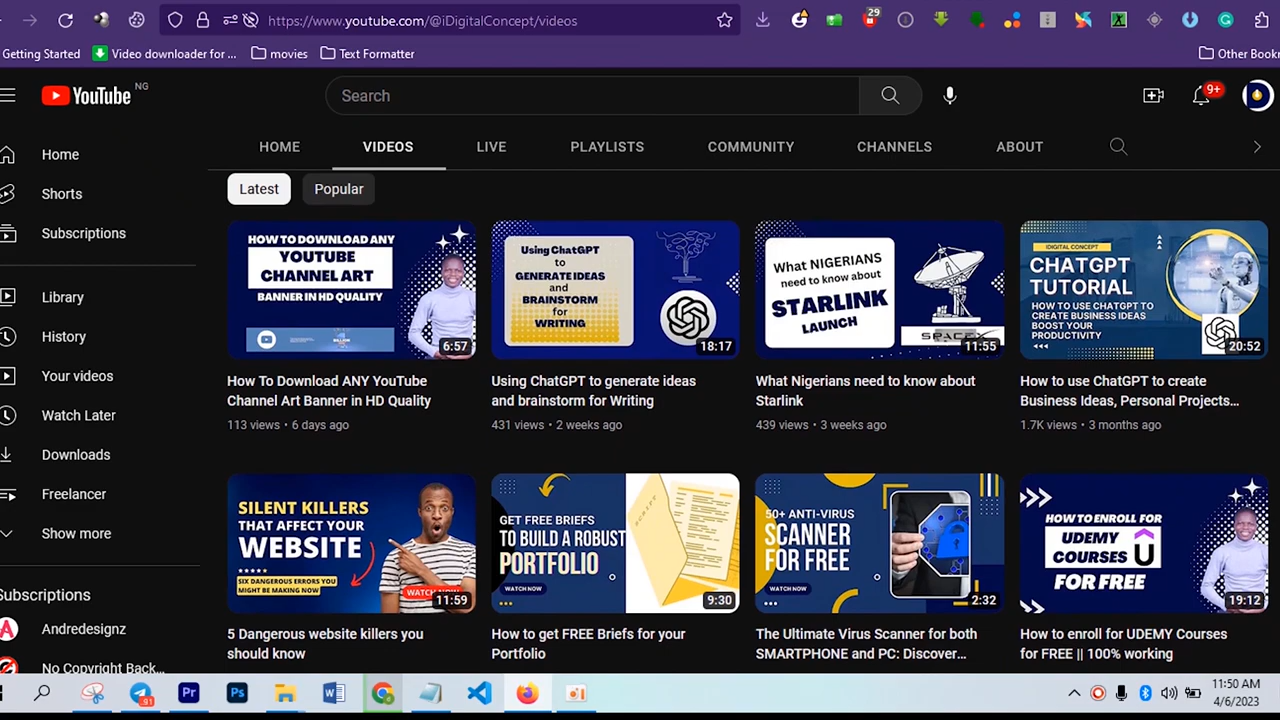 https://www.youtube.com/@iDigitalConcept/videos
29
Getting Started
Video downloader for ...
movies
Text Formatter
Other Bookr
YouTube
NG
Search
9+
HOME
VIDEOS
LIVE
PLAYLISTS
COMMUNITY
CHANNELS
ABOUT
Home
Shorts
Subscriptions
Library
History
Your videos
Watch Later
Downloads
Freelancer
Show more
Subscriptions
Andredesignz
No Copyright Back...
Latest
Popular
HOW TO DOWNLOAD ANY
YOUTUBE
CHANNEL ART
BANNER IN HD QUALITY
6:57
How To Download ANY YouTube
Channel Art Banner in HD Quality
113 views • 6 days ago
Using ChatGPT
to
GENERATE IDEAS
and
BRAINSTORM
for
WRITING
18:17
Using ChatGPT to generate ideas
and brainstorm for Writing
431 views • 2 weeks ago
What NIGERIANS
need to know about
STARLINK
LAUNCH
11:55
What Nigerians need to know about
Starlink
439 views • 3 weeks ago
IDIGITAL CONCEPT
CHATGPT
TUTORIAL
HOW TO USE CHATGPT TO
CREATE BUSINESS IDEAS
BOOST YOUR
PRODUCTIVITY
20:52
How to use ChatGPT to create
Business Ideas, Personal Projects...
1.7K views • 3 months ago
SILENT KILLERS
THAT AFFECT YOUR
WEBSITE
SIX DANGEROUS ERRORS YOU
MIGHT BE MAKING NOW
11:59
5 Dangerous website killers you
should know
GET FREE BRIEFS
TO BUILD A ROBUST
PORTFOLIO
WATCH NOW
9:30
How to get FREE Briefs for your
Portfolio
50+ ANTI-VIRUS
SCANNER
FOR FREE
WATCH NOW
2:32
The Ultimate Virus Scanner for both
SMARTPHONE and PC: Discover...
HOW TO ENROLL FOR
UDEMY
COURSES
FOR FREE
19:12
How to enroll for UDEMY Courses
for FREE || 100% working
91
Pr
Ps
W
11:50 AM
4/6/2023